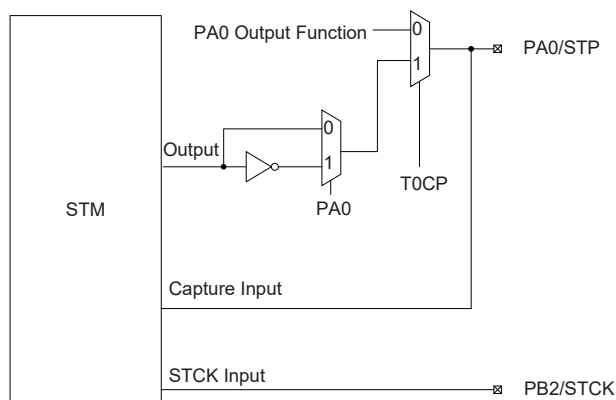 PA0 Output Function
0
1
PA0/STP
Output
0
1
T0CP
STM
PA0
Capture Input
STCK Input
PB2/STCK